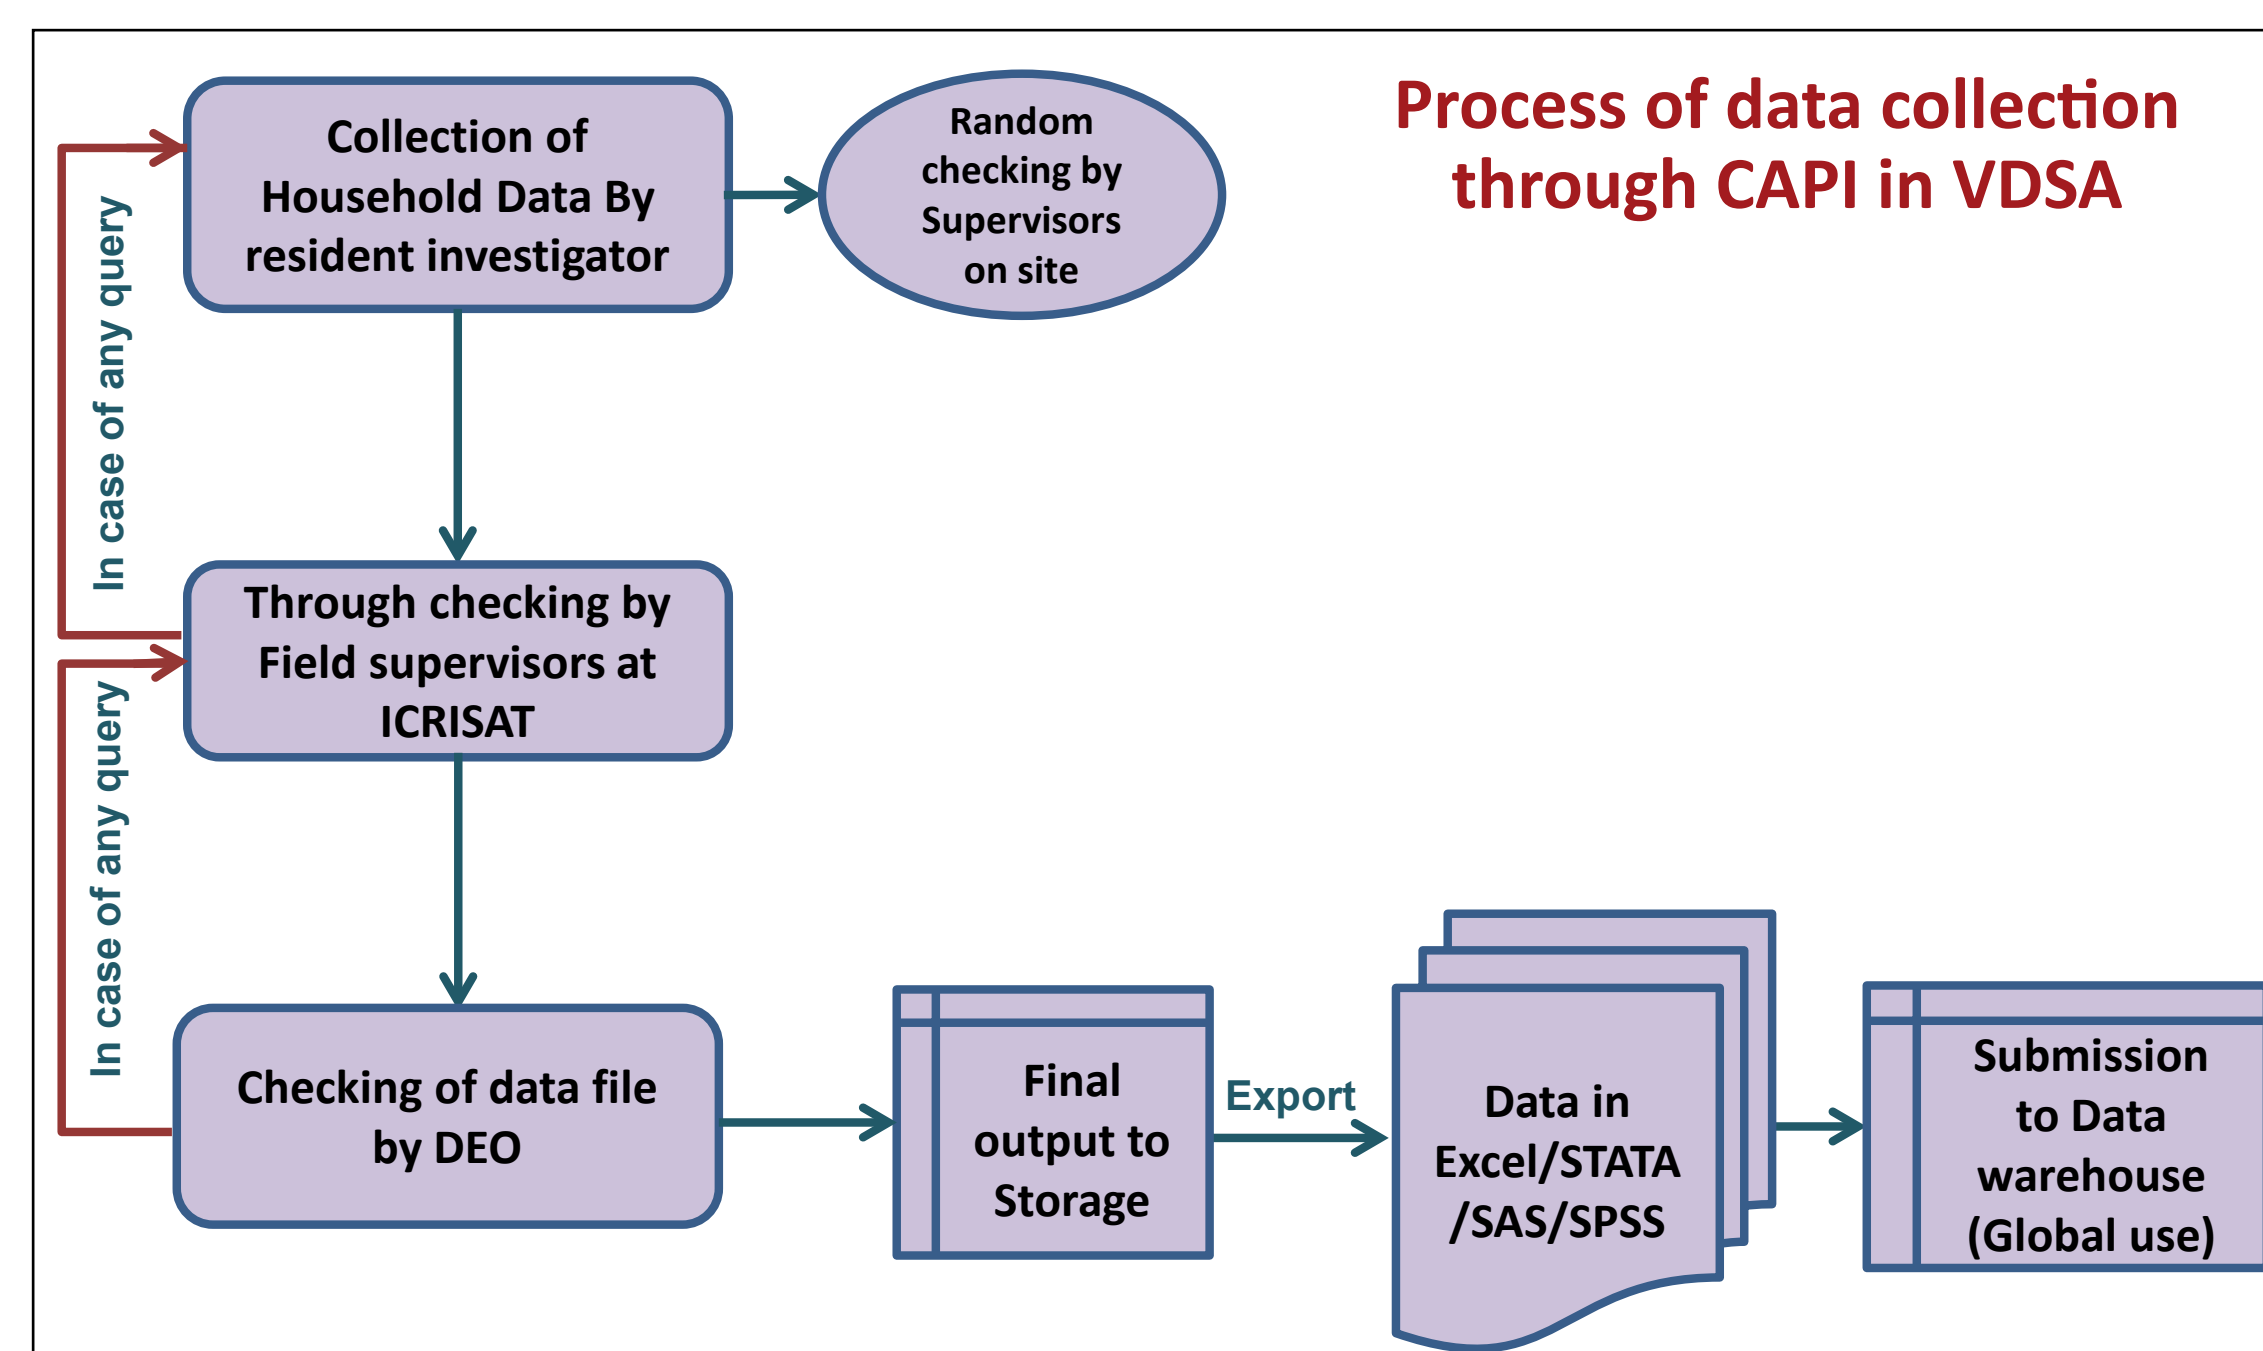 Process of data collection
through CAPI in VDSA
Collection of
Household Data By
resident investigator
Random
checking by
Supervisors
on site
In case of any query
Through checking by
Field supervisors at
ICRISAT
In case of any query
Checking of data file
by DEO
Final
output to
Storage
Export
Data in
Excel/STATA
/SAS/SPSS
Submission
to Data
warehouse
(Global use)